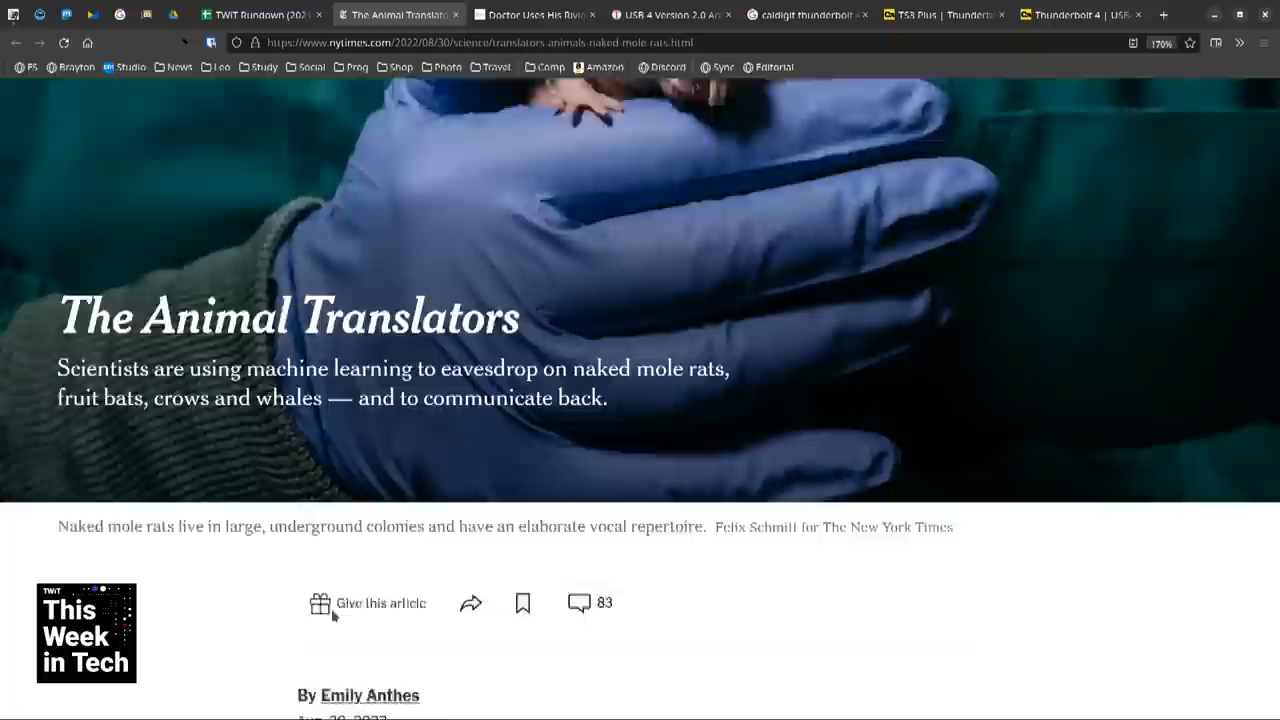 TWiT Rundown (202
The Animal Translato
Doctor Uses His Rivia
USB 4 Version 2.0 An
caldigit thunderbolt 4
TS3 Plus | Thunderb
Thunderbolt 4 | USB-
https://www.nytimes.com/2022/08/30/science/translators-animals-naked-mole-rats.html
170%
PS
Brayton
Studio
News
Leo
Study
Social
Prog
Shop
Photo
Travel
Comp
Amazon
Discord
Sync
Editorial
The Animal Translators
Scientists are using machine learning to eavesdrop on naked mole rats,
fruit bats, crows and whales — and to communicate back.
Naked mole rats live in large, underground colonies and have an elaborate vocal repertoire. Felix Schmitt for The New York Times
TWiT
This
Week
in Tech
Give this article
83
By Emily Anthes